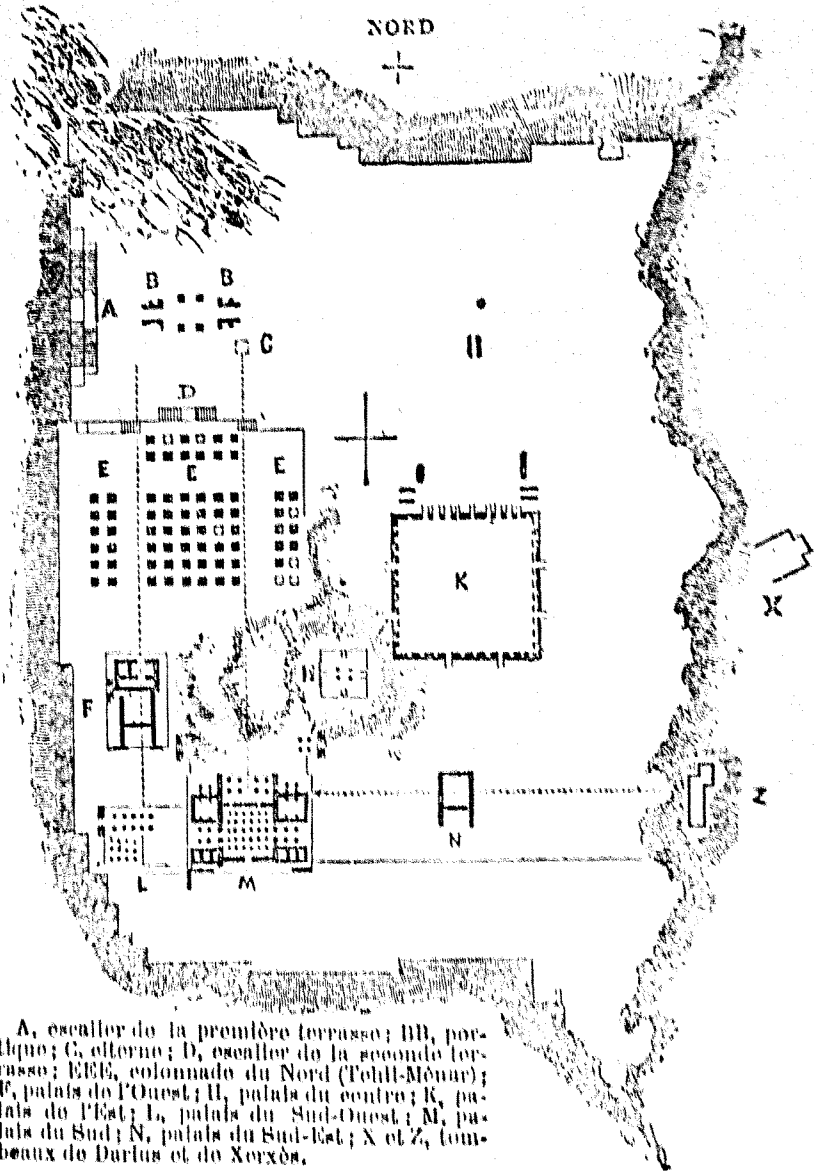 NORD
B B
A
C
D
E E E
K
X
F
H
Z
N
L M
A, escalier de la première terrasse; BB, por-
tique; C, citerne; D, escalier de la seconde ter-
rasse; EEE, colonnade du Nord (Tchil-Ménar);
F, palais de l'Ouest; H, palais du centre; K, pa-
lais de l'Est; L, palais du Sud-Ouest; M, pa-
lais du Sud; N, palais du Sud-Est; X et Z, tom-
beaux de Darius et de Xerxès.